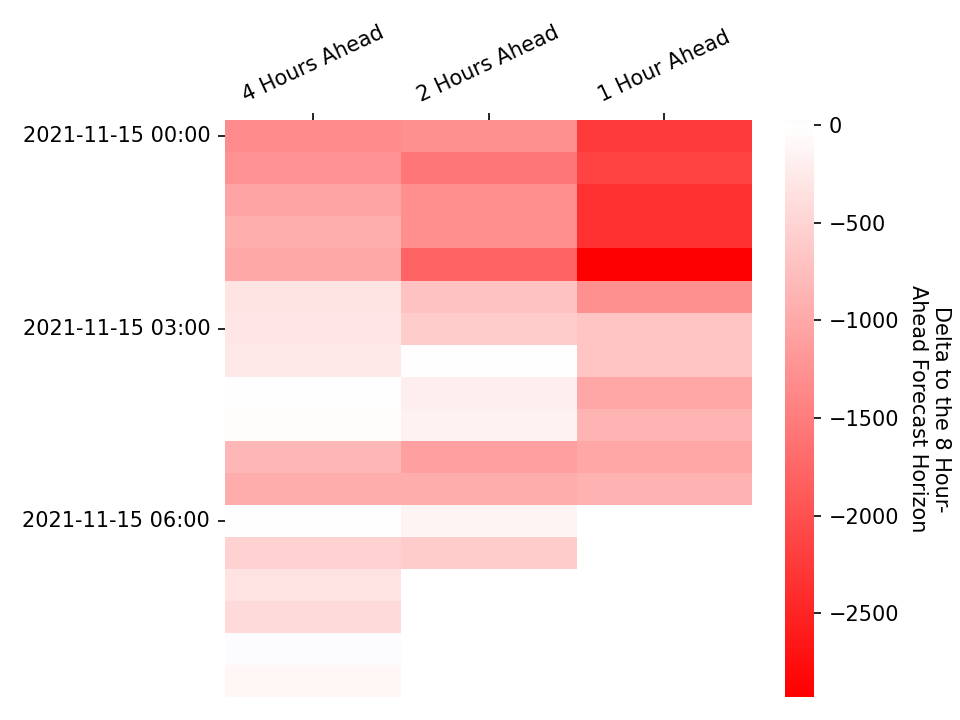 4 Hours Ahead
2 Hours Ahead
1 Hour Ahead
2021-11-15 00:00
2021-11-15 03:00
2021-11-15 06:00
0
−500
−1000
−1500
−2000
−2500
Delta to the 8 Hour-
Ahead Forecast Horizon